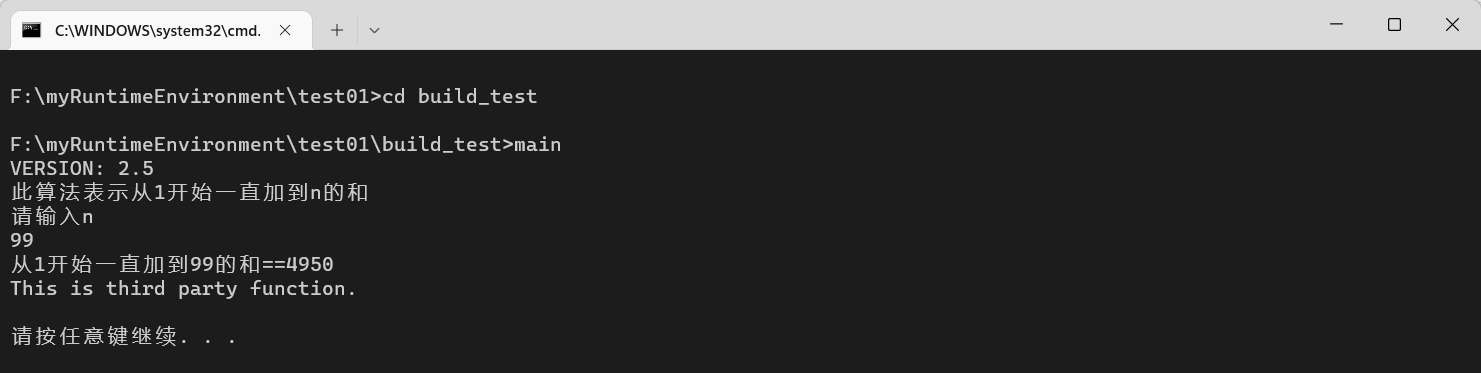 C:\WINDOWS\system32\cmd.
F:\myRuntimeEnvironment\test01>cd build_test
F:\myRuntimeEnvironment\test01\build_test>main
VERSION: 2.5
此算法表示从1开始一直加到n的和
请输入n
99
从1开始一直加到99的和==4950
This is third party function.
请按任意键继续. . .